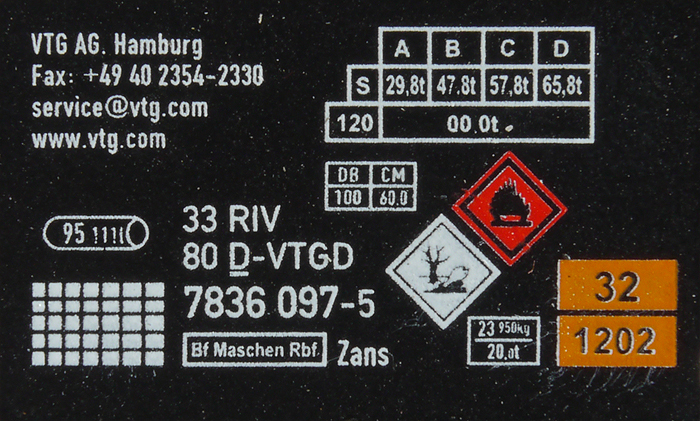 VTG AG. Hamburg
Fax: +49 40 2354-2330
service@vtg.com
www.vtg.com
A B C D
S 29,8t 47.8t 57,8t 65,8t
120 00.0t
DB CM
100 60.0
95
33 RIV
80 D-VTGD
7836 097-5
Bf Maschen Rbf. Zans
23 950kg
20,0t
32
1202